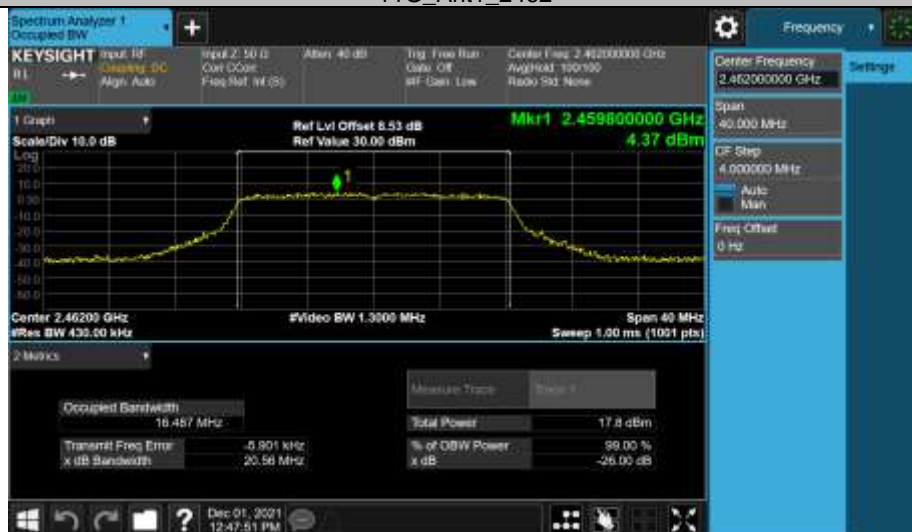 Spectrum Analyzer 1
Occupied BW
+
Frequency
KEYSIGHT
Input: RF
Coupling: DC
Align: Auto
Input Z: 50 Ω
Corr CCorr
Freq Ref: Int (S)
Atten: 40 dB
Trig: Free Run
Gate: Off
#IF Gain: Low
Center Freq: 2.462000000 GHz
Avg|Hold: 100/100
Radio Std: None
Center Frequency
2.462000000 GHz
Settings
Span
40.000 MHz
CF Step
4.000000 MHz
Auto
Man
Freq Offset
0 Hz
1 Graph
Scale/Div 10.0 dB
Ref Lvl Offset 8.53 dB
Ref Value 30.00 dBm
Mkr1 2.459800000 GHz
4.37 dBm
Log
20.0
10.0
0.00
-10.0
-20.0
-30.0
-40.0
-50.0
-60.0
1
Center 2.46200 GHz
#Res BW 430.00 kHz
#Video BW 1.3000 MHz
Span 40 MHz
Sweep 1.00 ms (1001 pts)
2 Metrics
Measure Trace
Trace 1
Occupied Bandwidth
16.467 MHz
Total Power
17.8 dBm
Transmit Freq Error
-5.901 kHz
% of OBW Power
99.00 %
x dB Bandwidth
20.56 MHz
x dB
-26.00 dB
?
Dec 01, 2021
12:47:51 PM